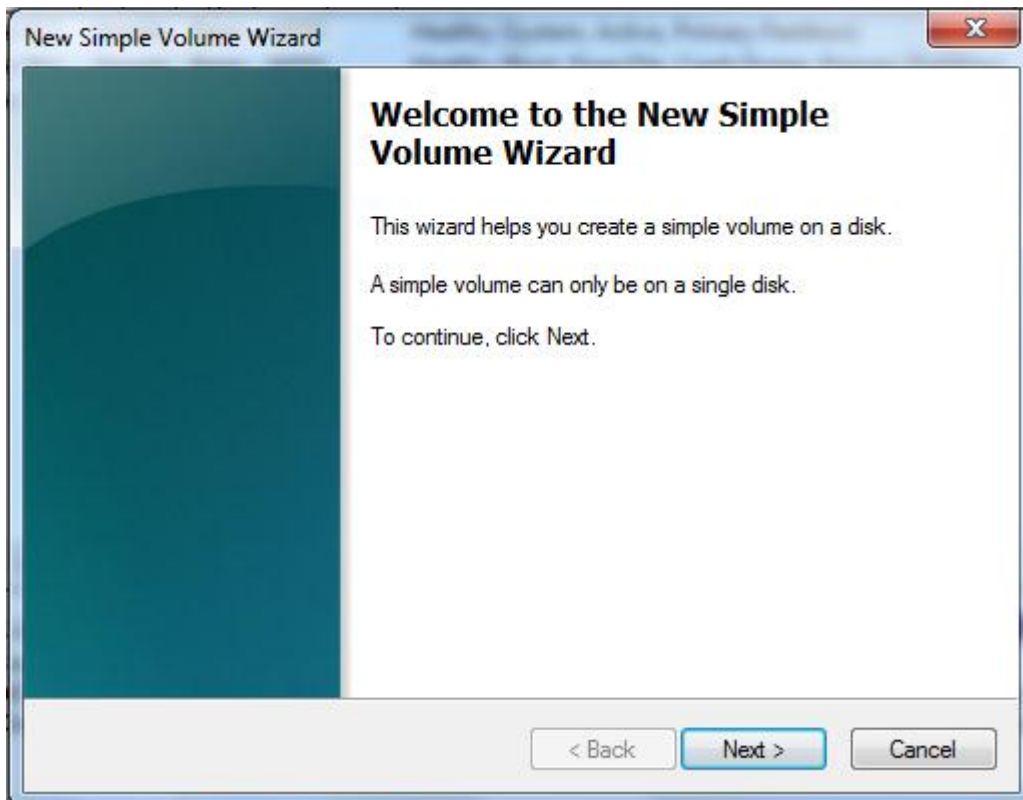 New Simple Volume Wizard
Welcome to the New Simple
Volume Wizard
This wizard helps you create a simple volume on a disk.
A simple volume can only be on a single disk.
To continue, click Next.
< Back
Next >
Cancel